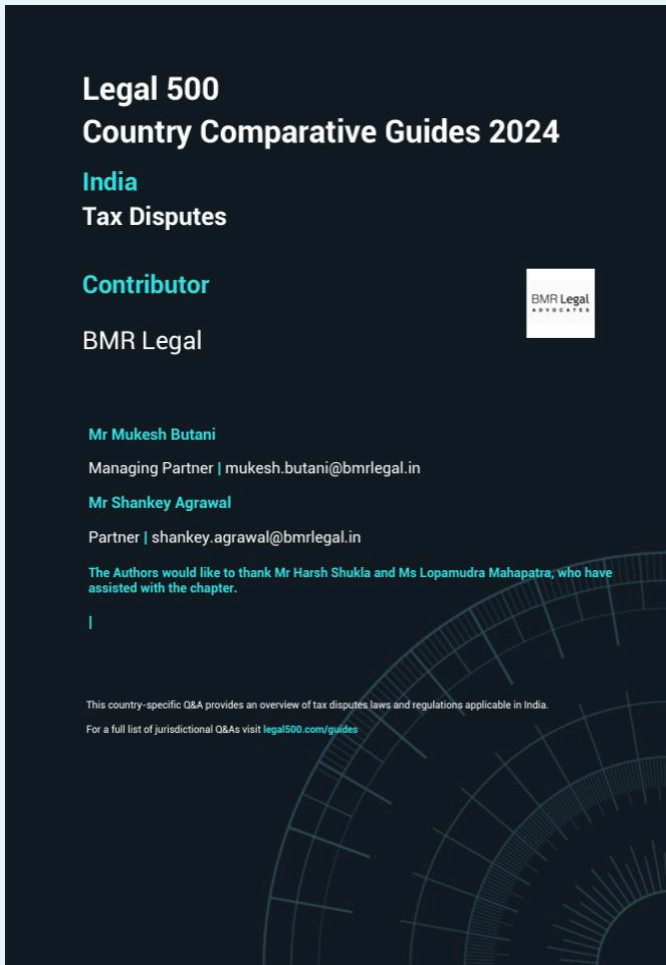 Legal 500
Country Comparative Guides 2024
India
Tax Disputes
Contributor
BMR Legal
ADVOCATES
BMR Legal
Mr Mukesh Butani
Managing Partner | mukesh.butani@bmrlegal.in
Mr Shankey Agrawal
Partner | shankey.agrawal@bmrlegal.in
The Authors would like to thank Mr Harsh Shukla and Ms Lopamudra Mahapatra, who have
assisted with the chapter.
|
This country-specific Q&A provides an overview of tax disputes laws and regulations applicable in India.
For a full list of jurisdictional Q&As visit legal500.com/guides